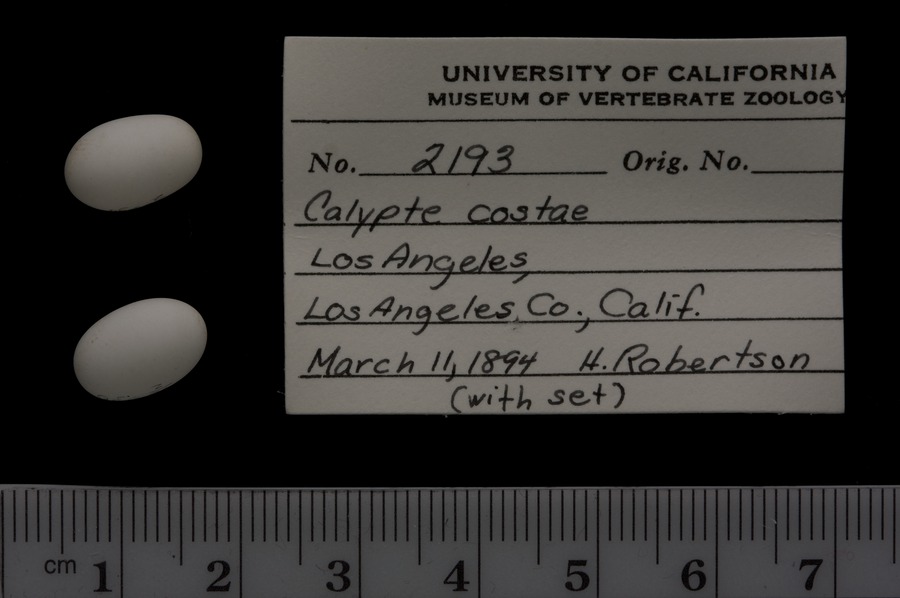 UNIVERSITY OF CALIFORNIA
MUSEUM OF VERTEBRATE ZOOLOGY
No. 2193 Orig. No.
Calypte costae
Los Angeles,
Los Angeles, Co., Calif.
March 11, 1894 H. Robertson
(with set)
cm 1 2 3 4 5 6 7